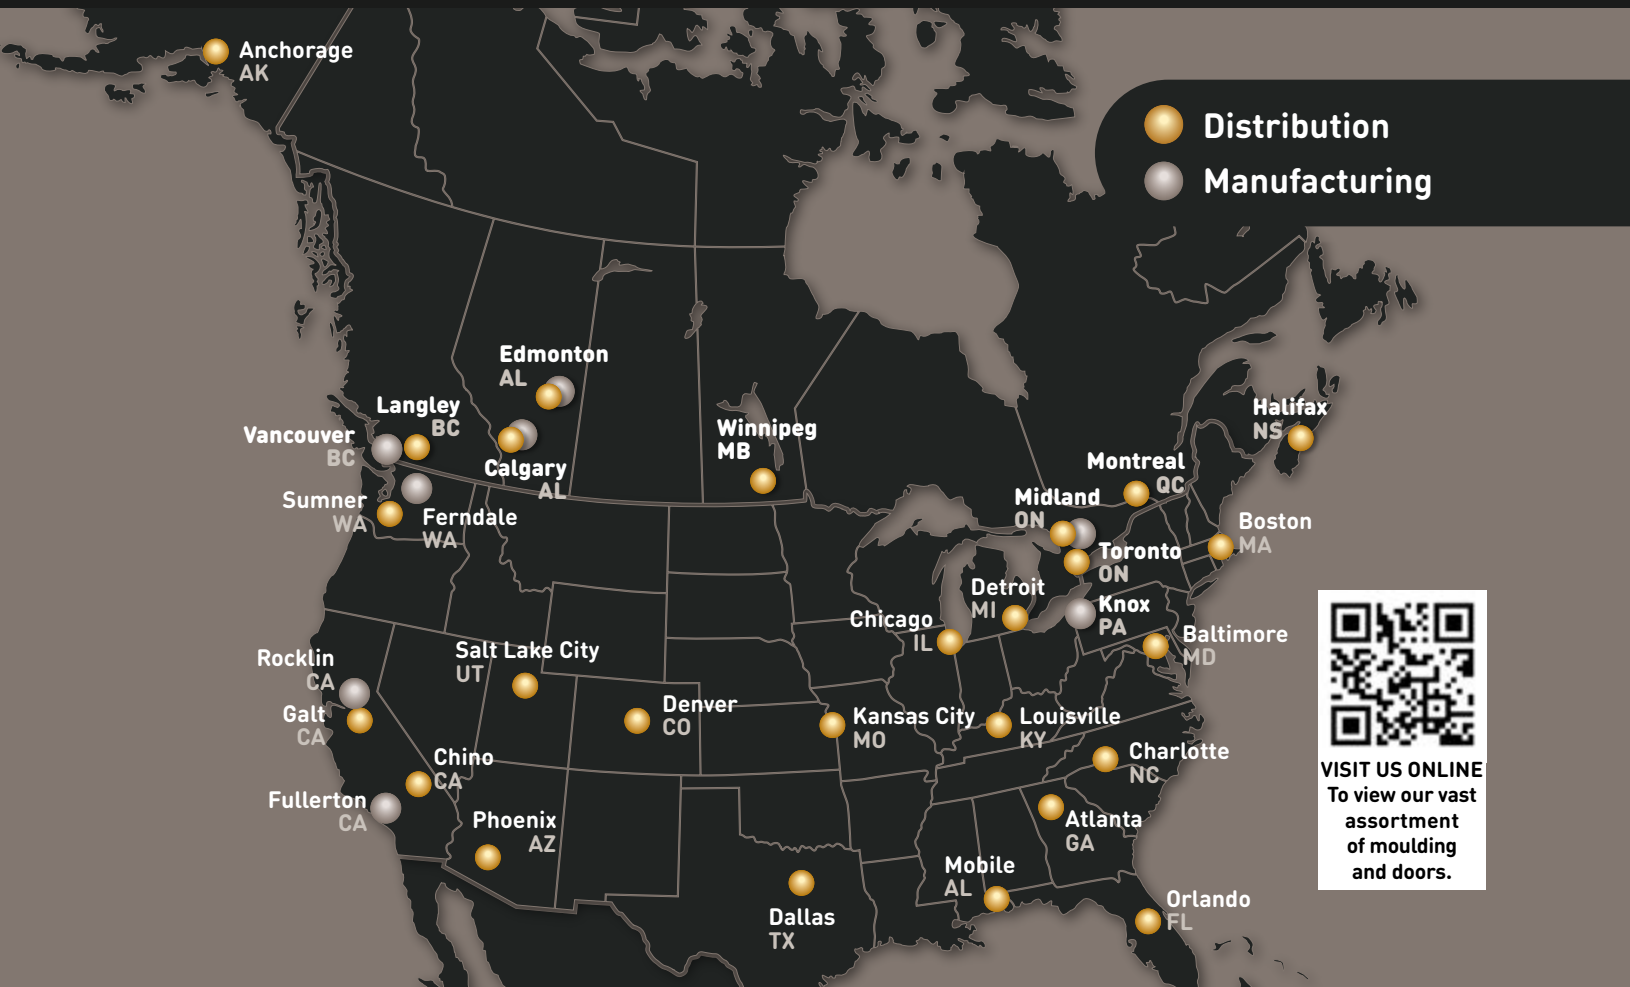 Anchorage
AK
Distribution
Manufacturing
Edmonton
AL
Langley
BC
Vancouver
BC
Calgary
AL
Winnipeg
MB
Halifax
NS
Montreal
QC
Midland
ON
Sumner
WA
Ferndale
WA
Boston
MA
Toronto
ON
Detroit
MI
Knox
PA
Chicago
IL
Baltimore
MD
Salt Lake City
UT
Rocklin
CA
Galt
CA
Denver
CO
Kansas City
MO
Louisville
KY
Charlotte
NC
Chino
CA
Fullerton
CA
Phoenix
AZ
Atlanta
GA
Mobile
AL
Dallas
TX
Orlando
FL
VISIT US ONLINE
To view our vast
assortment
of moulding
and doors.